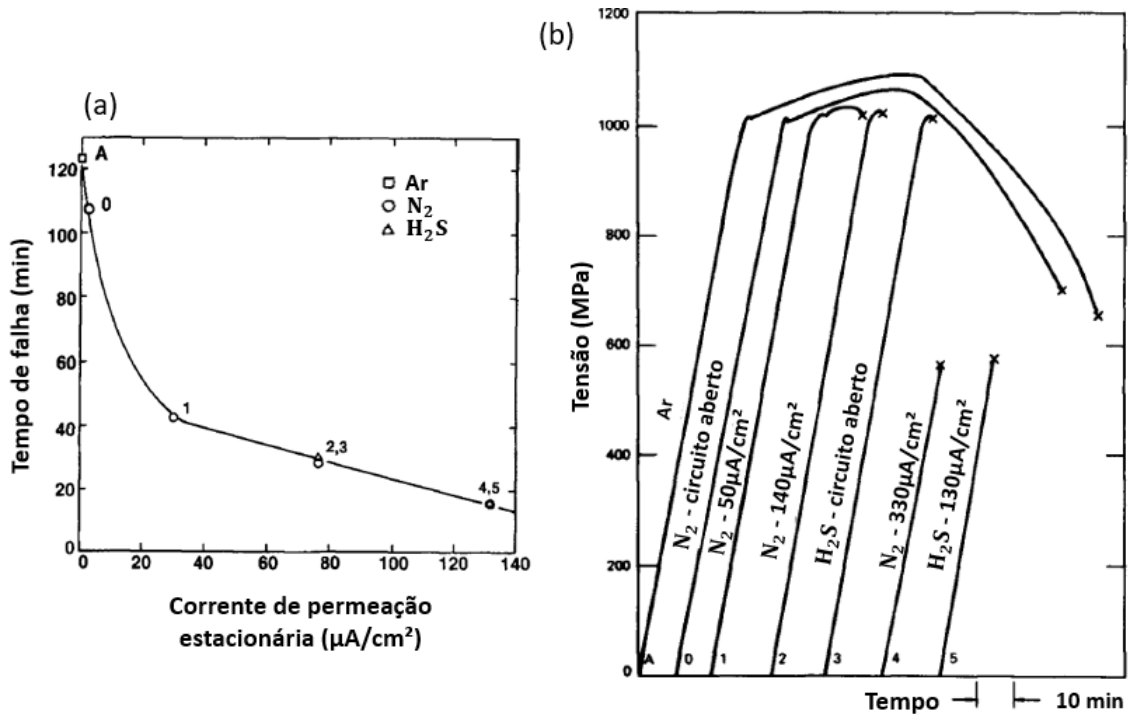 (a)
Tempo de falha (min)
120
100
80
60
40
20
0
0 20 40 60 80 100 120 140
A
0
1
2,3
4,5
Ar
N₂
H₂S
Corrente de permeação
estacionária (µA/cm²)
(b)
Tensão (MPa)
1200
1000
800
600
400
200
0
Ar
N₂ - circuito aberto
N₂ - 50µA/cm²
N₂ - 140µA/cm²
H₂S - circuito aberto
N₂ - 330µA/cm²
H₂S - 130µA/cm²
A 0 1 2 3 4 5
Tempo 10 min